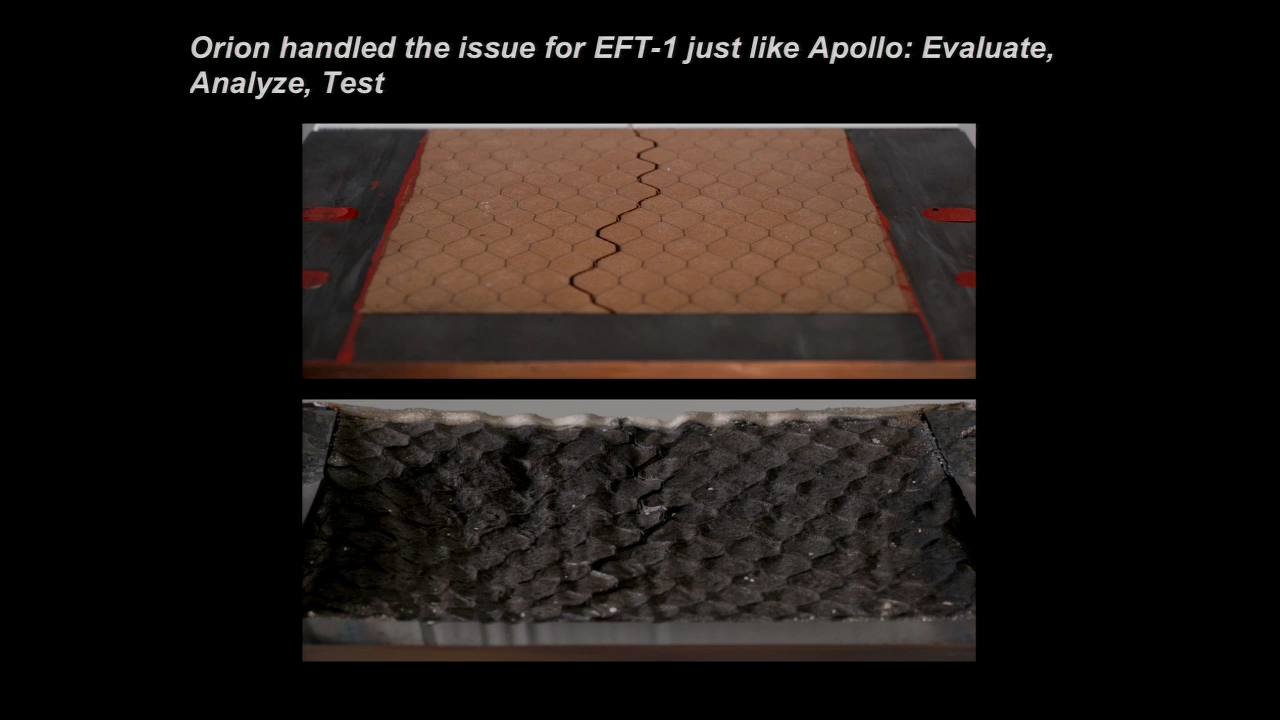 Orion handled the issue for EFT-1 just like Apollo: Evaluate,
Analyze, Test